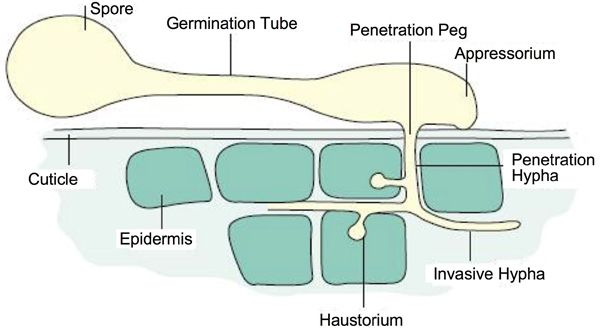 Spore
Germination Tube
Penetration Peg
Appressorium
Cuticle
Penetration
Hypha
Epidermis
Invasive Hypha
Haustorium